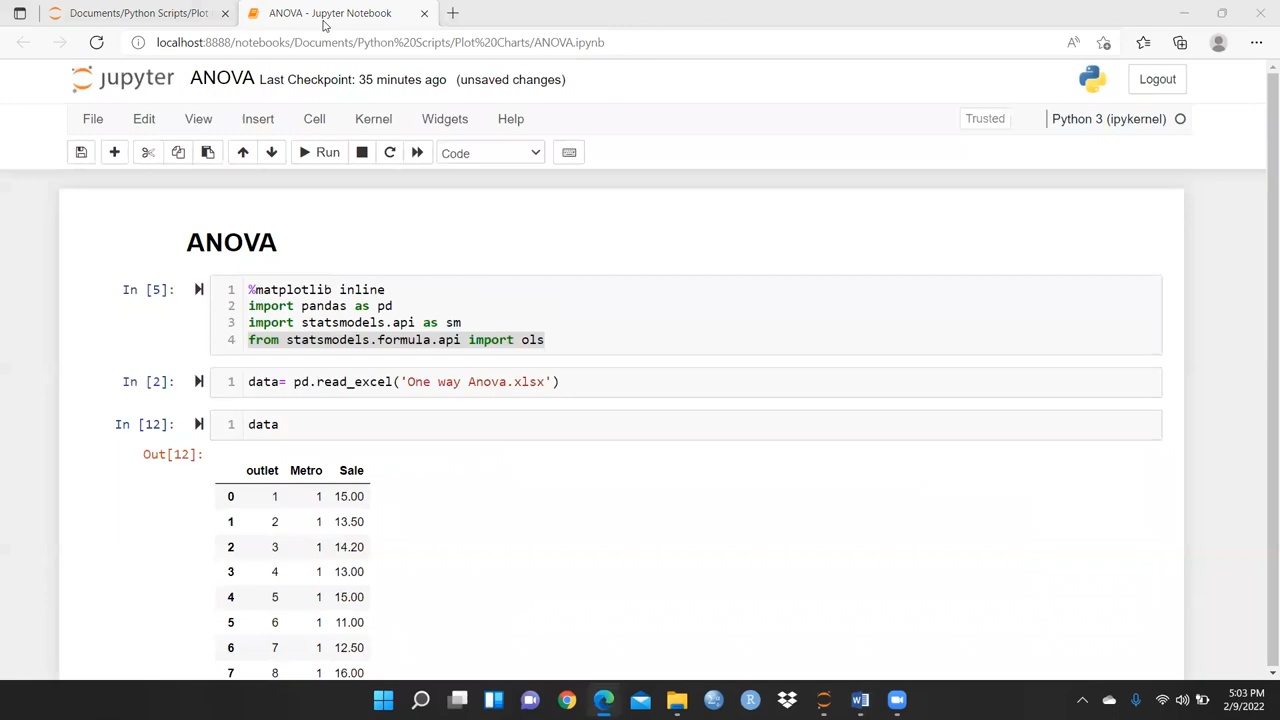 Documents/Python Scripts/Plot
ANOVA - Jupyter Notebook
localhost:8888/notebooks/Documents/Python%20Scripts/Plot%20Charts/ANOVA.ipynb
jupyter ANOVA Last Checkpoint: 35 minutes ago (unsaved changes)
Logout
File Edit View Insert Cell Kernel Widgets Help
Trusted
Python 3 (ipykernel)
Run
Code
ANOVA
In [5]:
1 %matplotlib inline
2 import pandas as pd
3 import statsmodels.api as sm
4 from statsmodels.formula.api import ols
In [2]:
1 data= pd.read_excel('One way Anova.xlsx')
In [12]:
1 data
Out[12]:
outlet Metro Sale
0 1 1 15.00
1 2 1 13.50
2 3 1 14.20
3 4 1 13.00
4 5 1 15.00
5 6 1 11.00
6 7 1 12.50
7 8 1 16.00
5:03 PM
2/9/2022